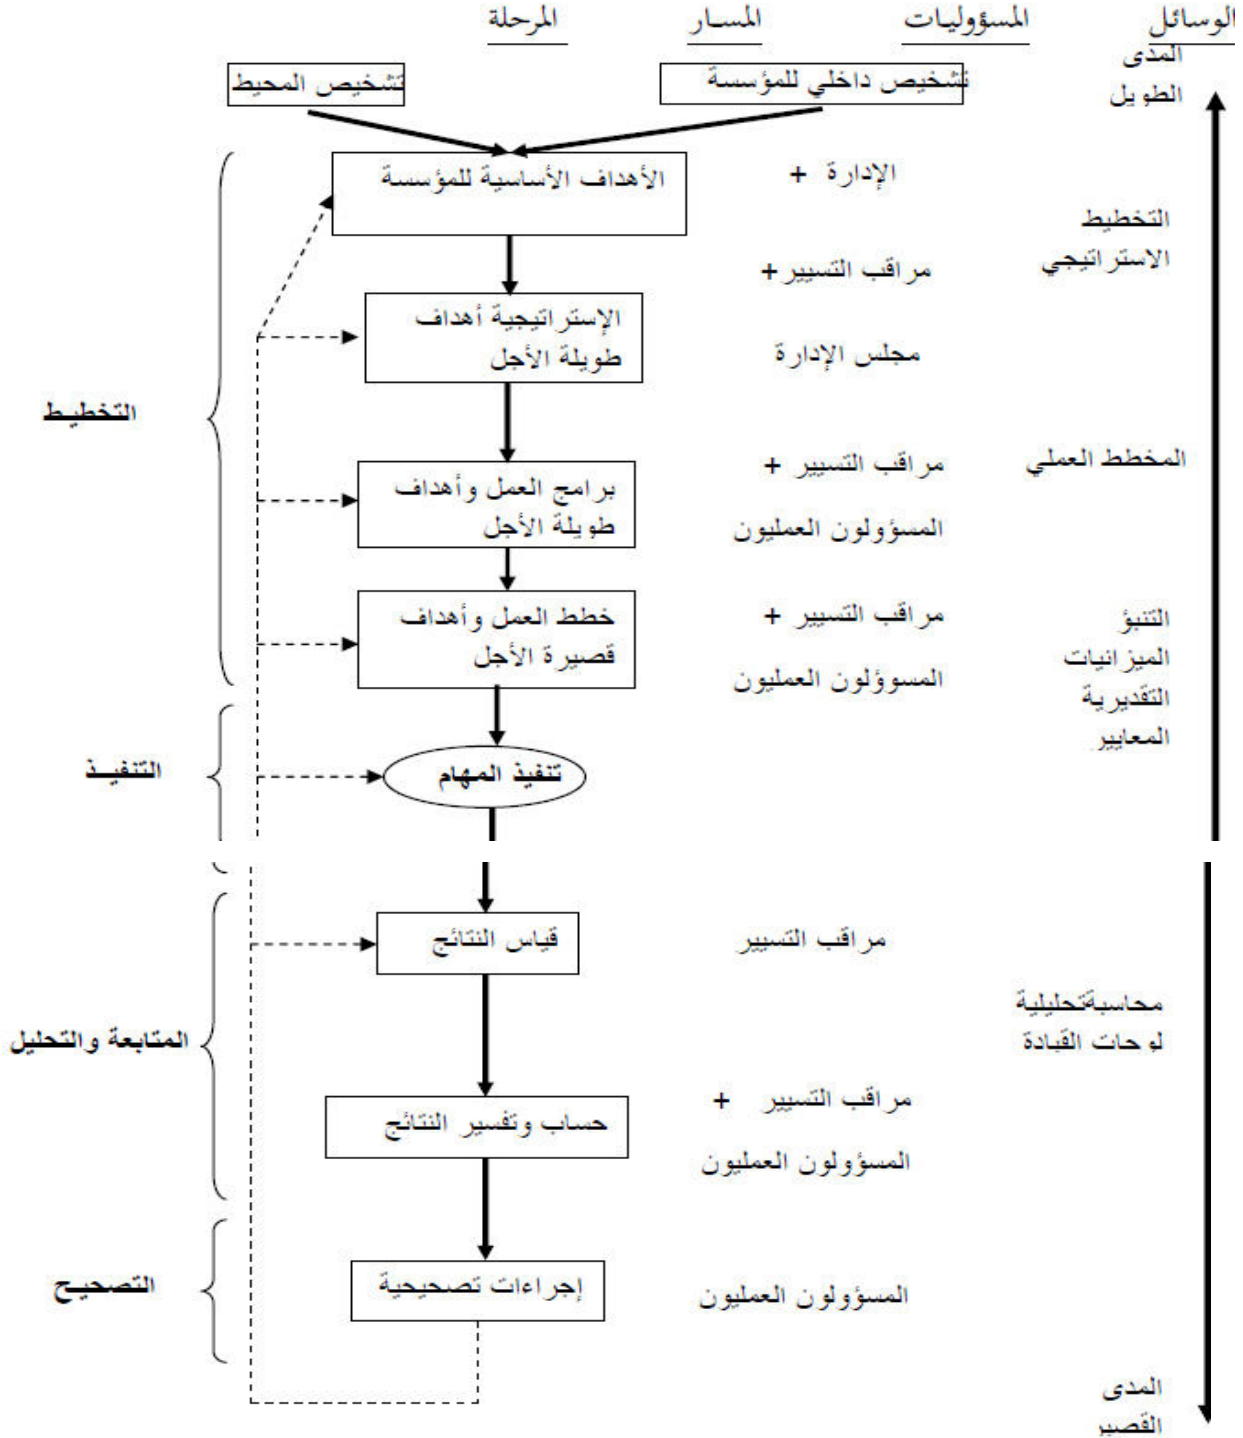 الوسائل
المسؤوليات
المسار
المرحلة
المدى
الطويل
تشخيص داخلي للمؤسسة
تشخيص المحيط
الإدارة +
الأهداف الأساسية للمؤسسة
التخطيط
الاستراتيجي
مراقب التسيير+
مجلس الإدارة
الإستراتيجية أهداف
طويلة الأجل
التخطيط
المخطط العملي
مراقب التسيير +
المسؤولون العمليون
برامج العمل وأهداف
طويلة الأجل
التنبؤ
الميزانيات
التقديرية
المعايير
مراقب التسيير +
المسوؤلون العمليون
خطط العمل وأهداف
قصيرة الأجل
تنفيذ المهام
التنفيذ
مراقب التسيير
قياس النتائج
محاسبةتحليلية
لوحات القيادة
المتابعة والتحليل
مراقب التسيير +
المسؤولون العمليون
حساب وتفسير النتائج
المسؤولون العمليون
إجراءات تصحيحية
التصحيح
المدى
القصير